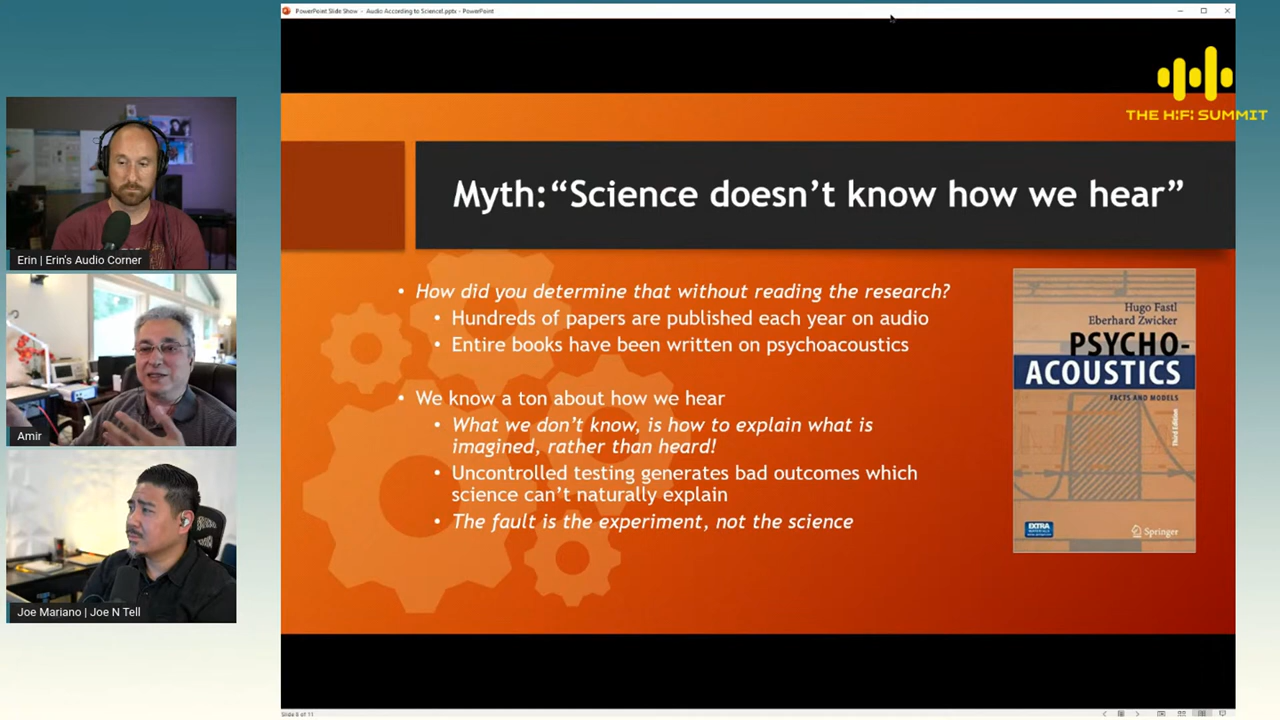 PowerPoint Slide Show - Audio According to Science!.pptx - PowerPoint
THE HIFI SUMMIT
Myth:“Science doesn’t know how we hear”
• How did you determine that without reading the research?
• Hundreds of papers are published each year on audio
• Entire books have been written on psychoacoustics
• We know a ton about how we hear
• What we don’t know, is how to explain what is
imagined, rather than heard!
• Uncontrolled testing generates bad outcomes which
science can’t naturally explain
• The fault is the experiment, not the science
Hugo Fastl
Eberhard Zwicker
PSYCHO-
ACOUSTICS
FACTS AND MODELS
Third Edition
EXTRA
Springer
Erin | Erin's Audio Corner
Amir
Joe Mariano | Joe N Tell